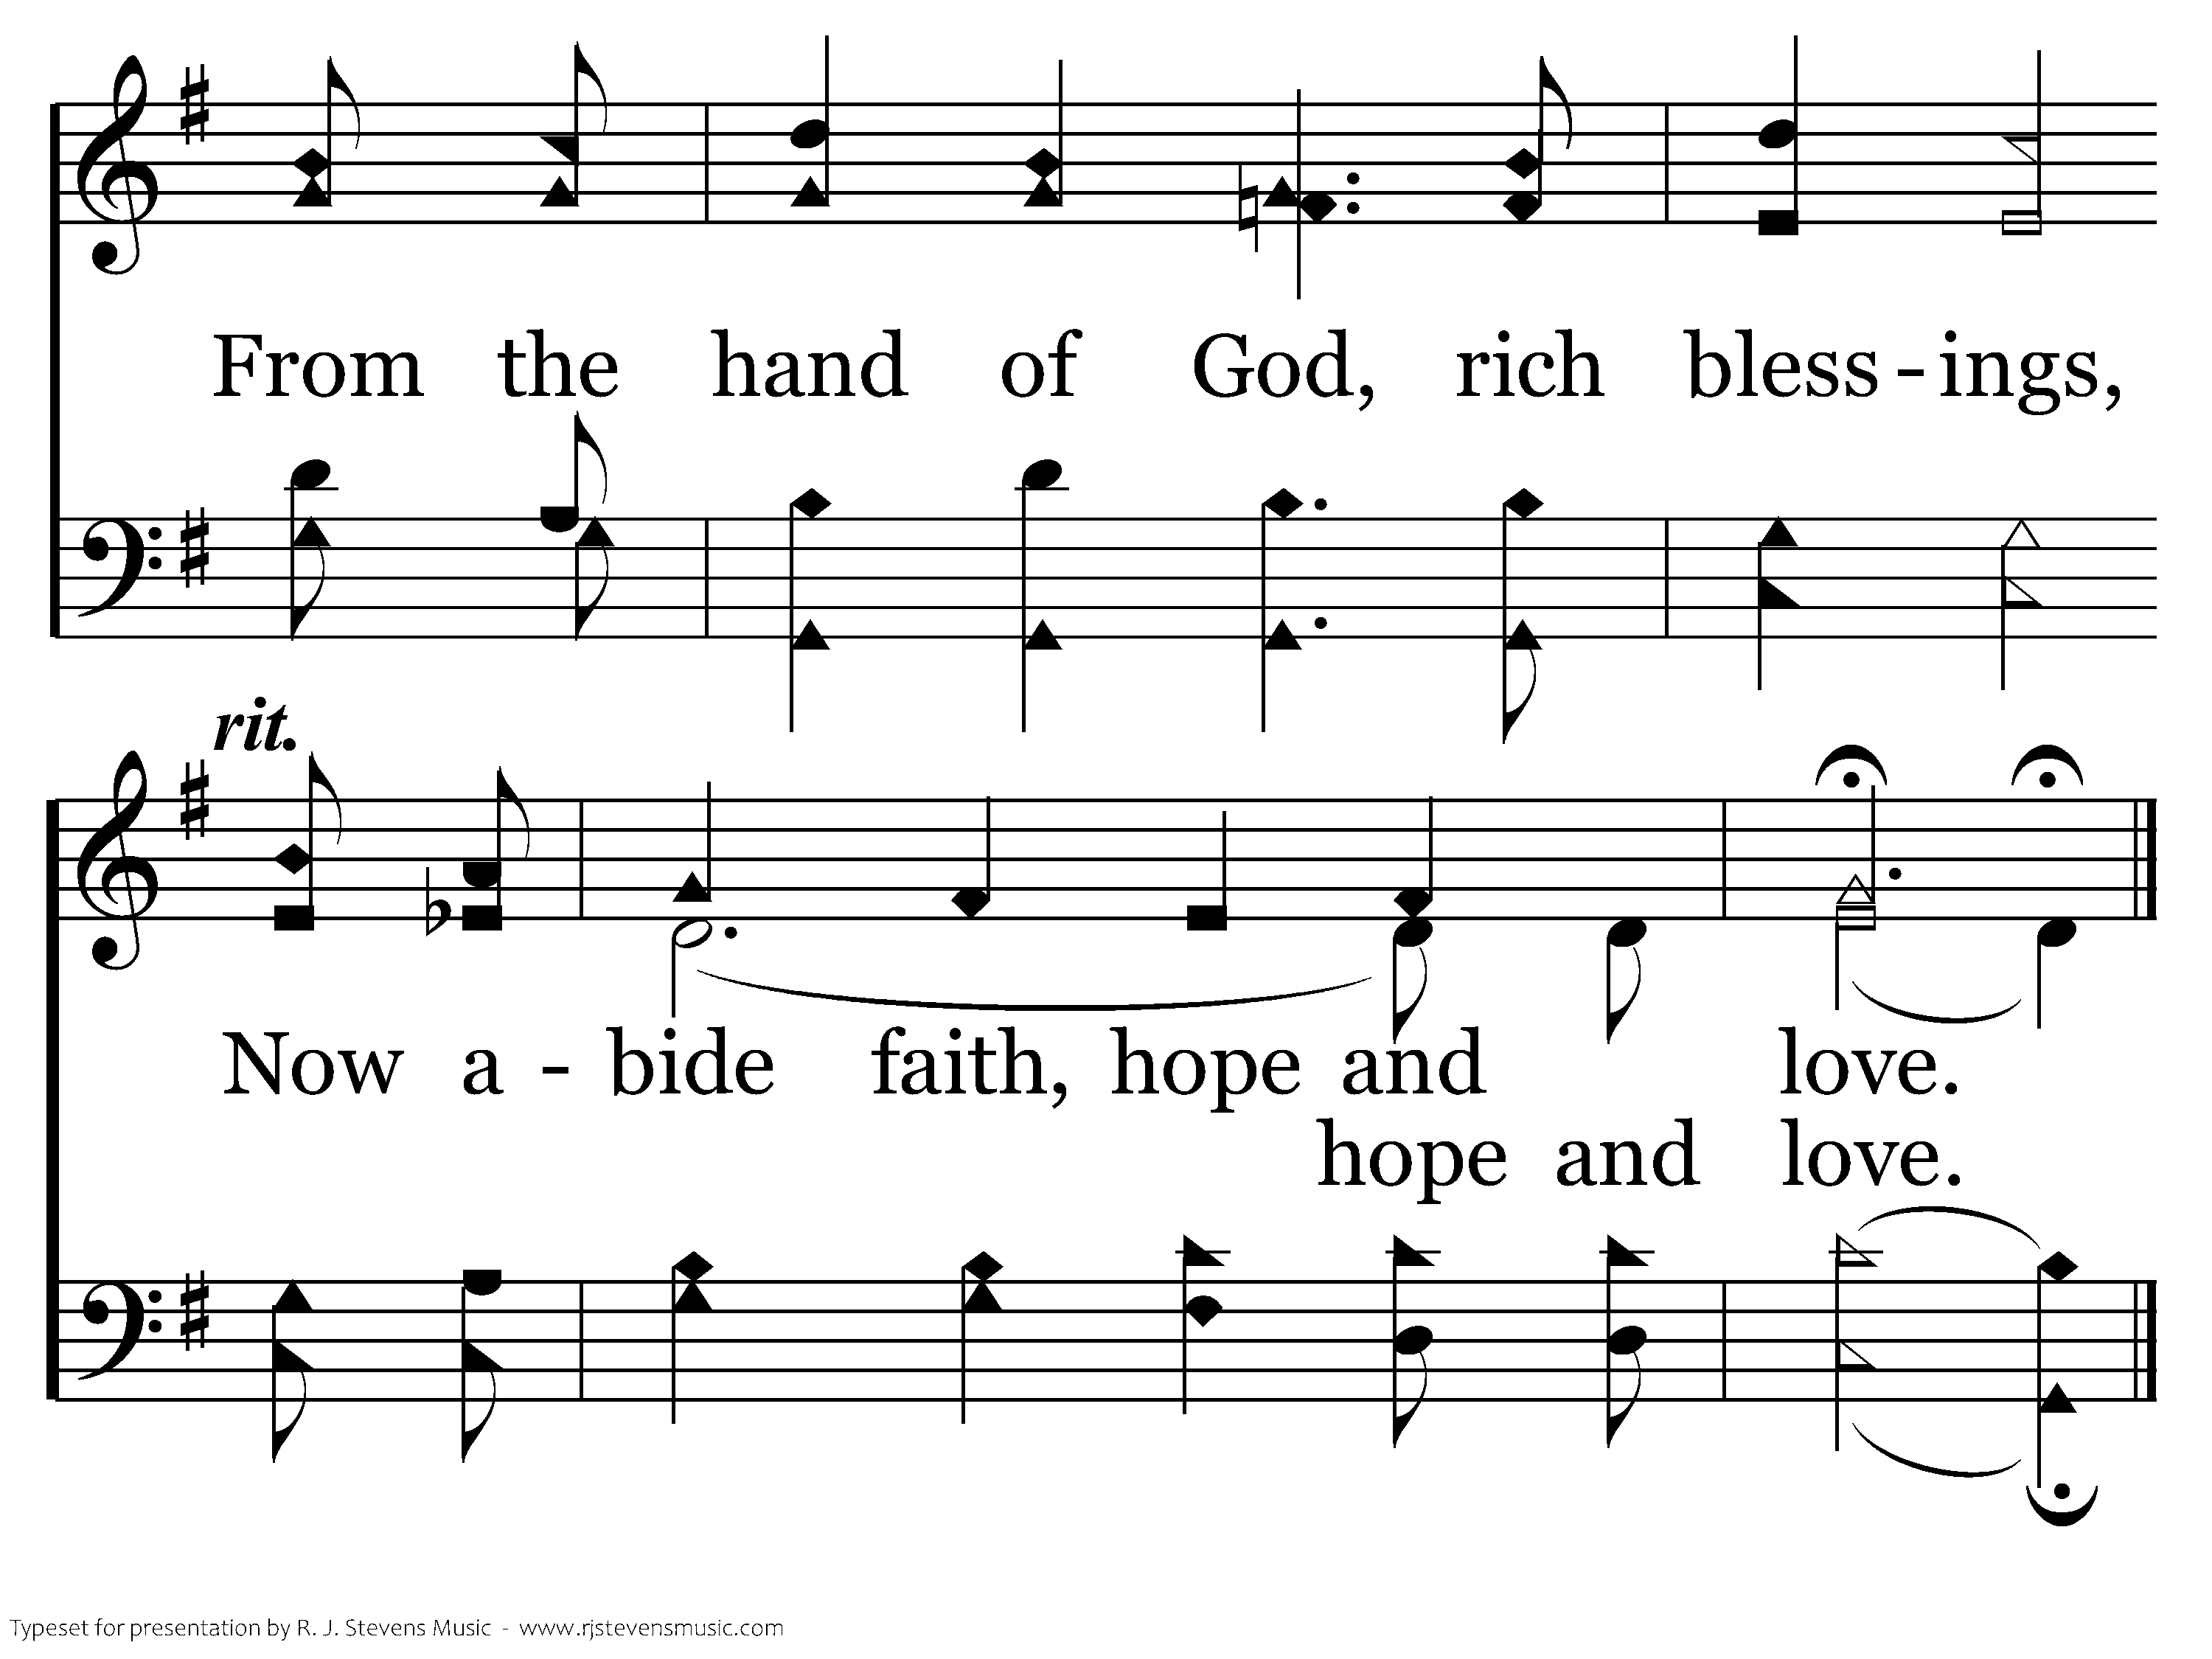 From the hand of God, rich bless - ings,
rit.
Now a - bide faith, hope and love.
hope and love.
Typeset for presentation by R. J. Stevens Music - www.rjstevensmusic.com